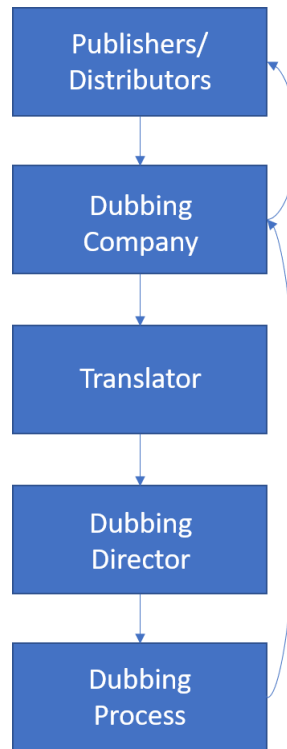 Publishers/
Distributors
Dubbing
Company
Translator
Dubbing
Director
Dubbing
Process